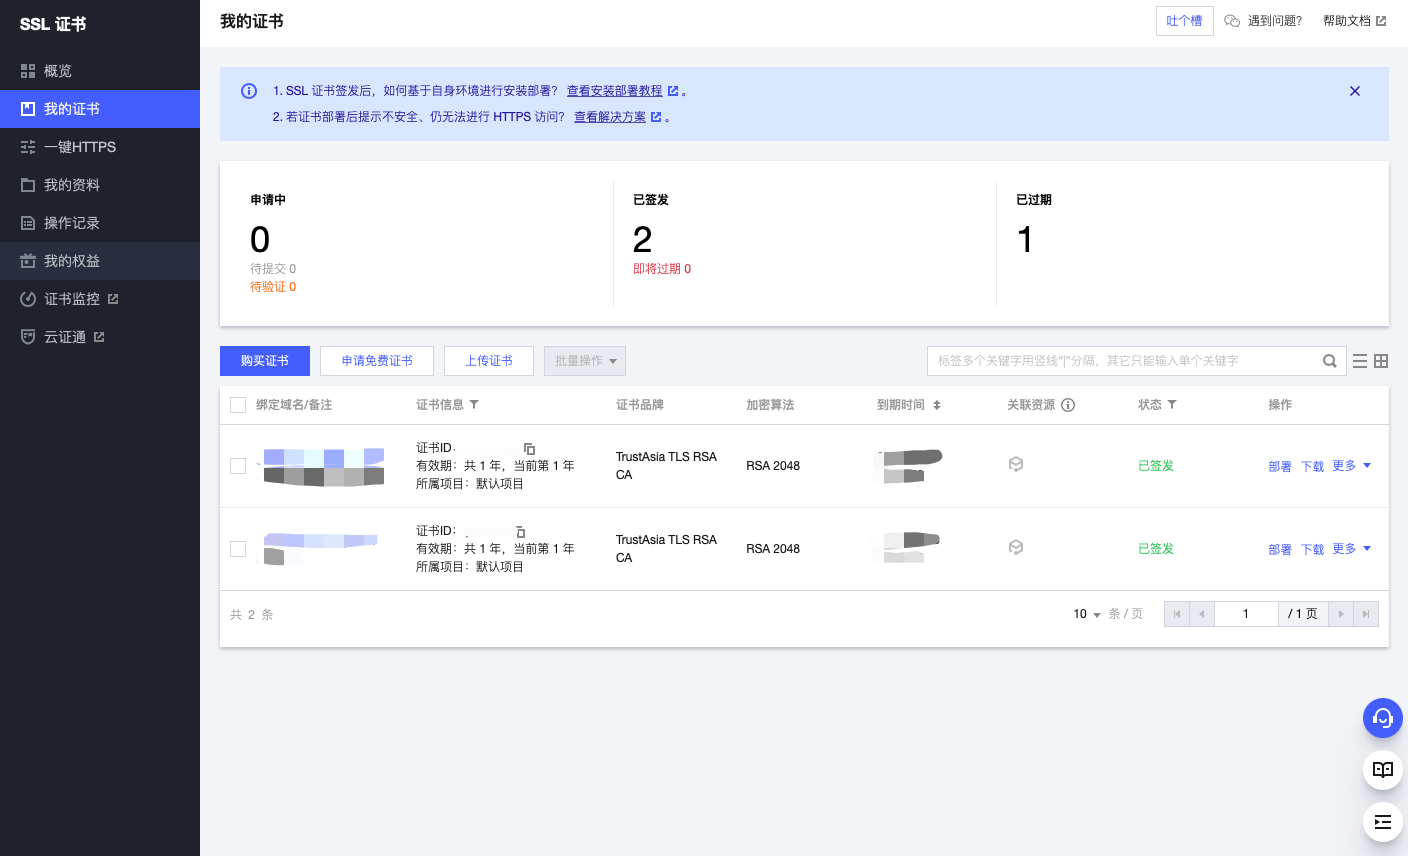 SSL 证书
概览
我的证书
一键HTTPS
我的资料
操作记录
我的权益
证书监控
云证通
我的证书
吐个槽
遇到问题?
帮助文档
1. SSL 证书签发后，如何基于自身环境进行安装部署? 查看安装部署教程 。
2. 若证书部署后提示不安全、仍无法进行 HTTPS 访问? 查看解决方案 。
申请中
0
待提交 0
待验证 0
已签发
2
即将过期 0
已过期
1
购买证书
申请免费证书
上传证书
批量操作
标签多个关键字用竖线“|”分隔，其它只能输入单个关键字
绑定域名/备注 证书信息 证书品牌 加密算法 到期时间 关联资源 状态 操作
证书ID:
有效期：共 1 年，当前第 1 年
所属项目：默认项目
TrustAsia TLS RSA
CA
RSA 2048
已签发
部署 下载 更多
证书ID:
有效期：共 1 年，当前第 1 年
所属项目：默认项目
TrustAsia TLS RSA
CA
RSA 2048
已签发
部署 下载 更多
共 2 条
10 条 / 页
1 / 1 页